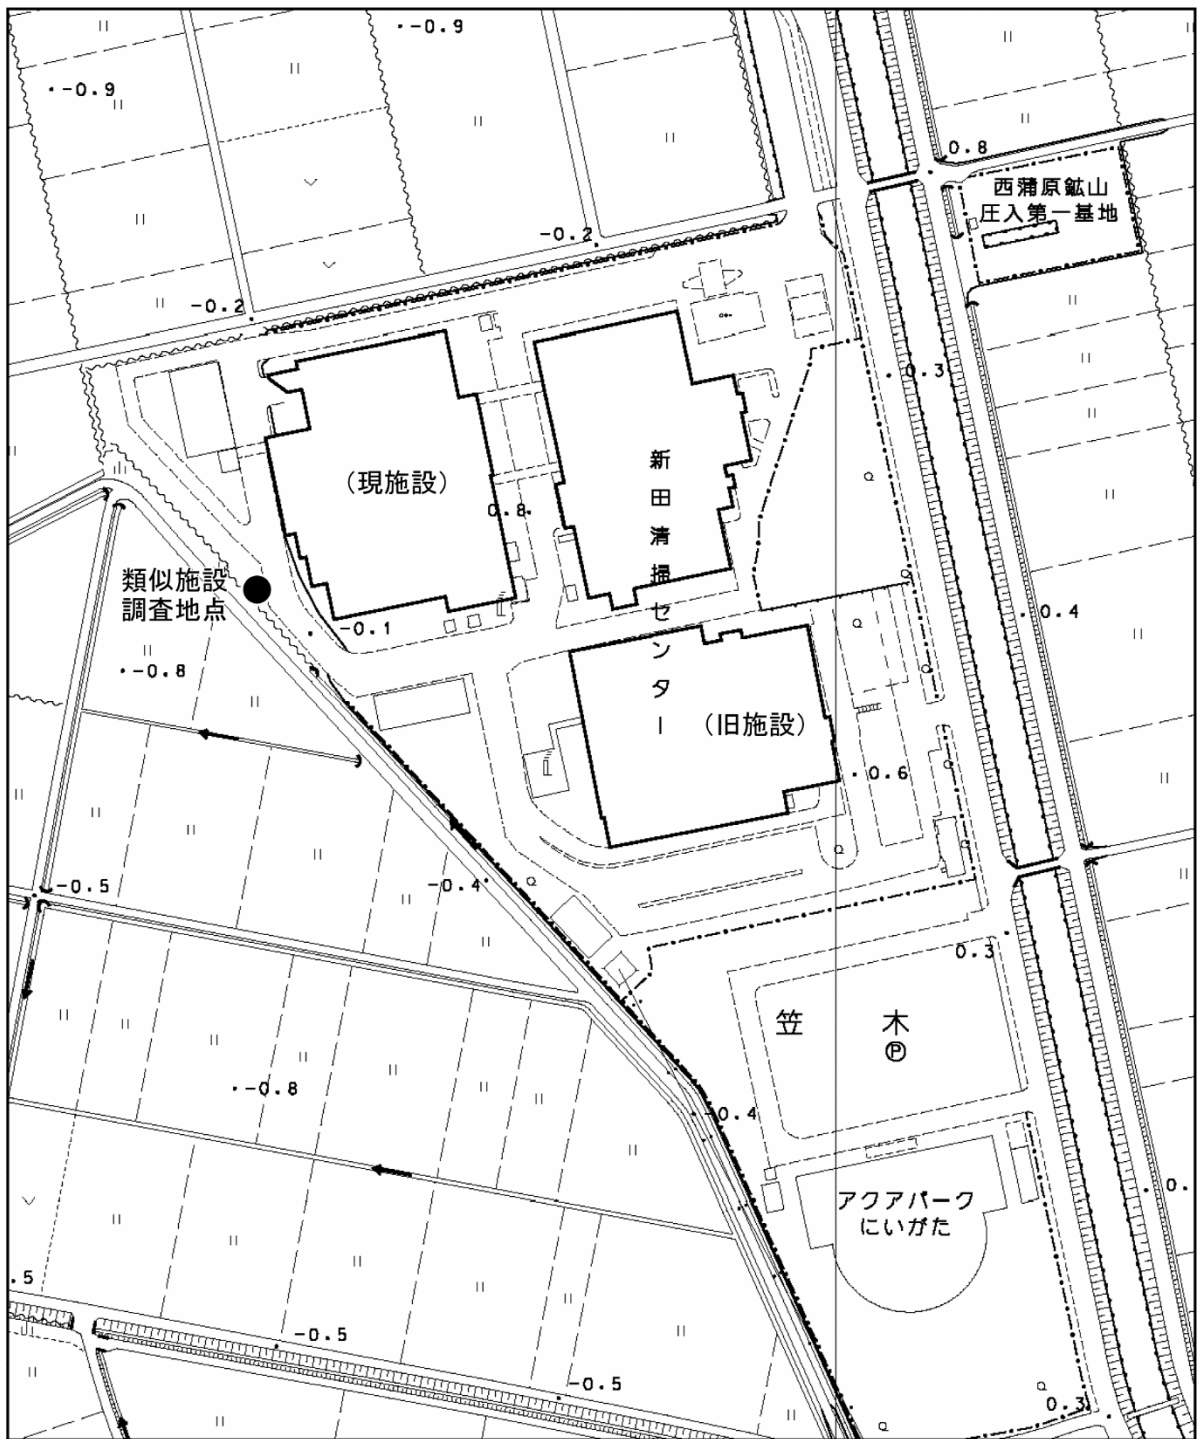 -0.9
-0.9
0.8
西蒲原鉱山
圧入第一基地
-0.2
-0.2
0.3
(現施設)
新田清掃センター
0.8
類似施設
調査地点
-0.1
0.4
-0.8
(旧施設)
0.6
-0.5
-0.4
0.3
笠 木
Ⓟ
-0.8
-0.4
アクアパーク
にいがた
0.
.5
-0.5
-0.5
0.3